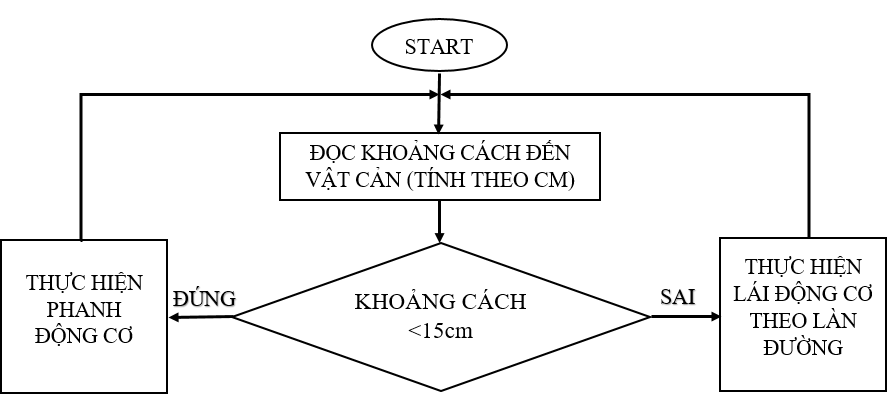 START
ĐỌC KHOẢNG CÁCH ĐẾN
VẬT CẢN (TÍNH THEO CM)
THỰC HIỆN
PHANH
ĐỘNG CƠ
ĐÚNG
KHOẢNG CÁCH
<15cm
SAI
THỰC HIỆN
LÁI ĐỘNG CƠ
THEO LÀN
ĐƯỜNG